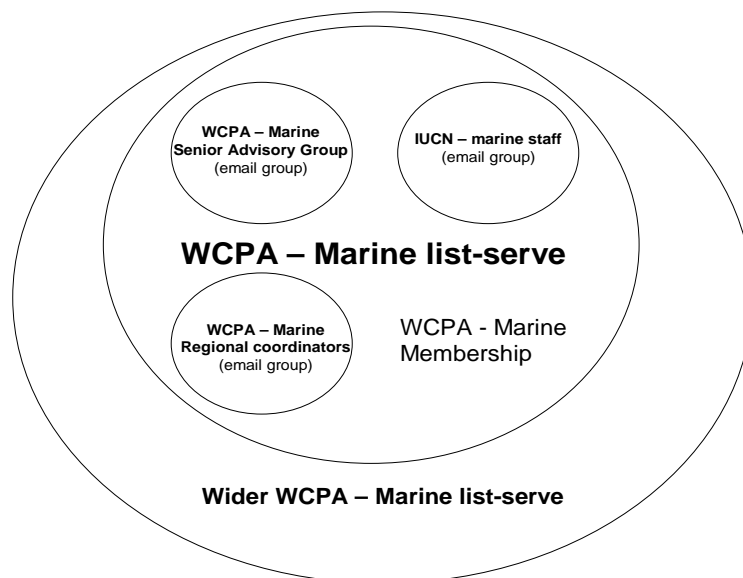 WCPA – Marine
Senior Advisory Group
(email group)
IUCN – marine staff
(email group)
WCPA – Marine list-serve
WCPA – Marine
Regional coordinators
(email group)
WCPA - Marine
Membership
Wider WCPA – Marine list-serve